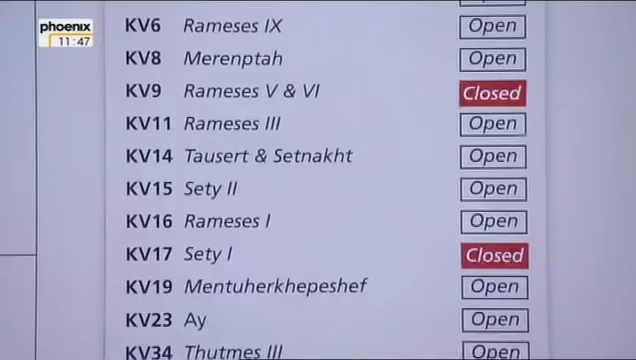 phoenix
11:47
Open
KV6 Rameses IX Open
KV8 Merenptah Open
KV9 Rameses V & VI Closed
KV11 Rameses III Open
KV14 Tausert & Setnakht Open
KV15 Sety II Open
KV16 Rameses I Open
KV17 Sety I Closed
KV19 Mentuherkhepeshef Open
KV23 Ay Open
KV34 Thutmes III Open